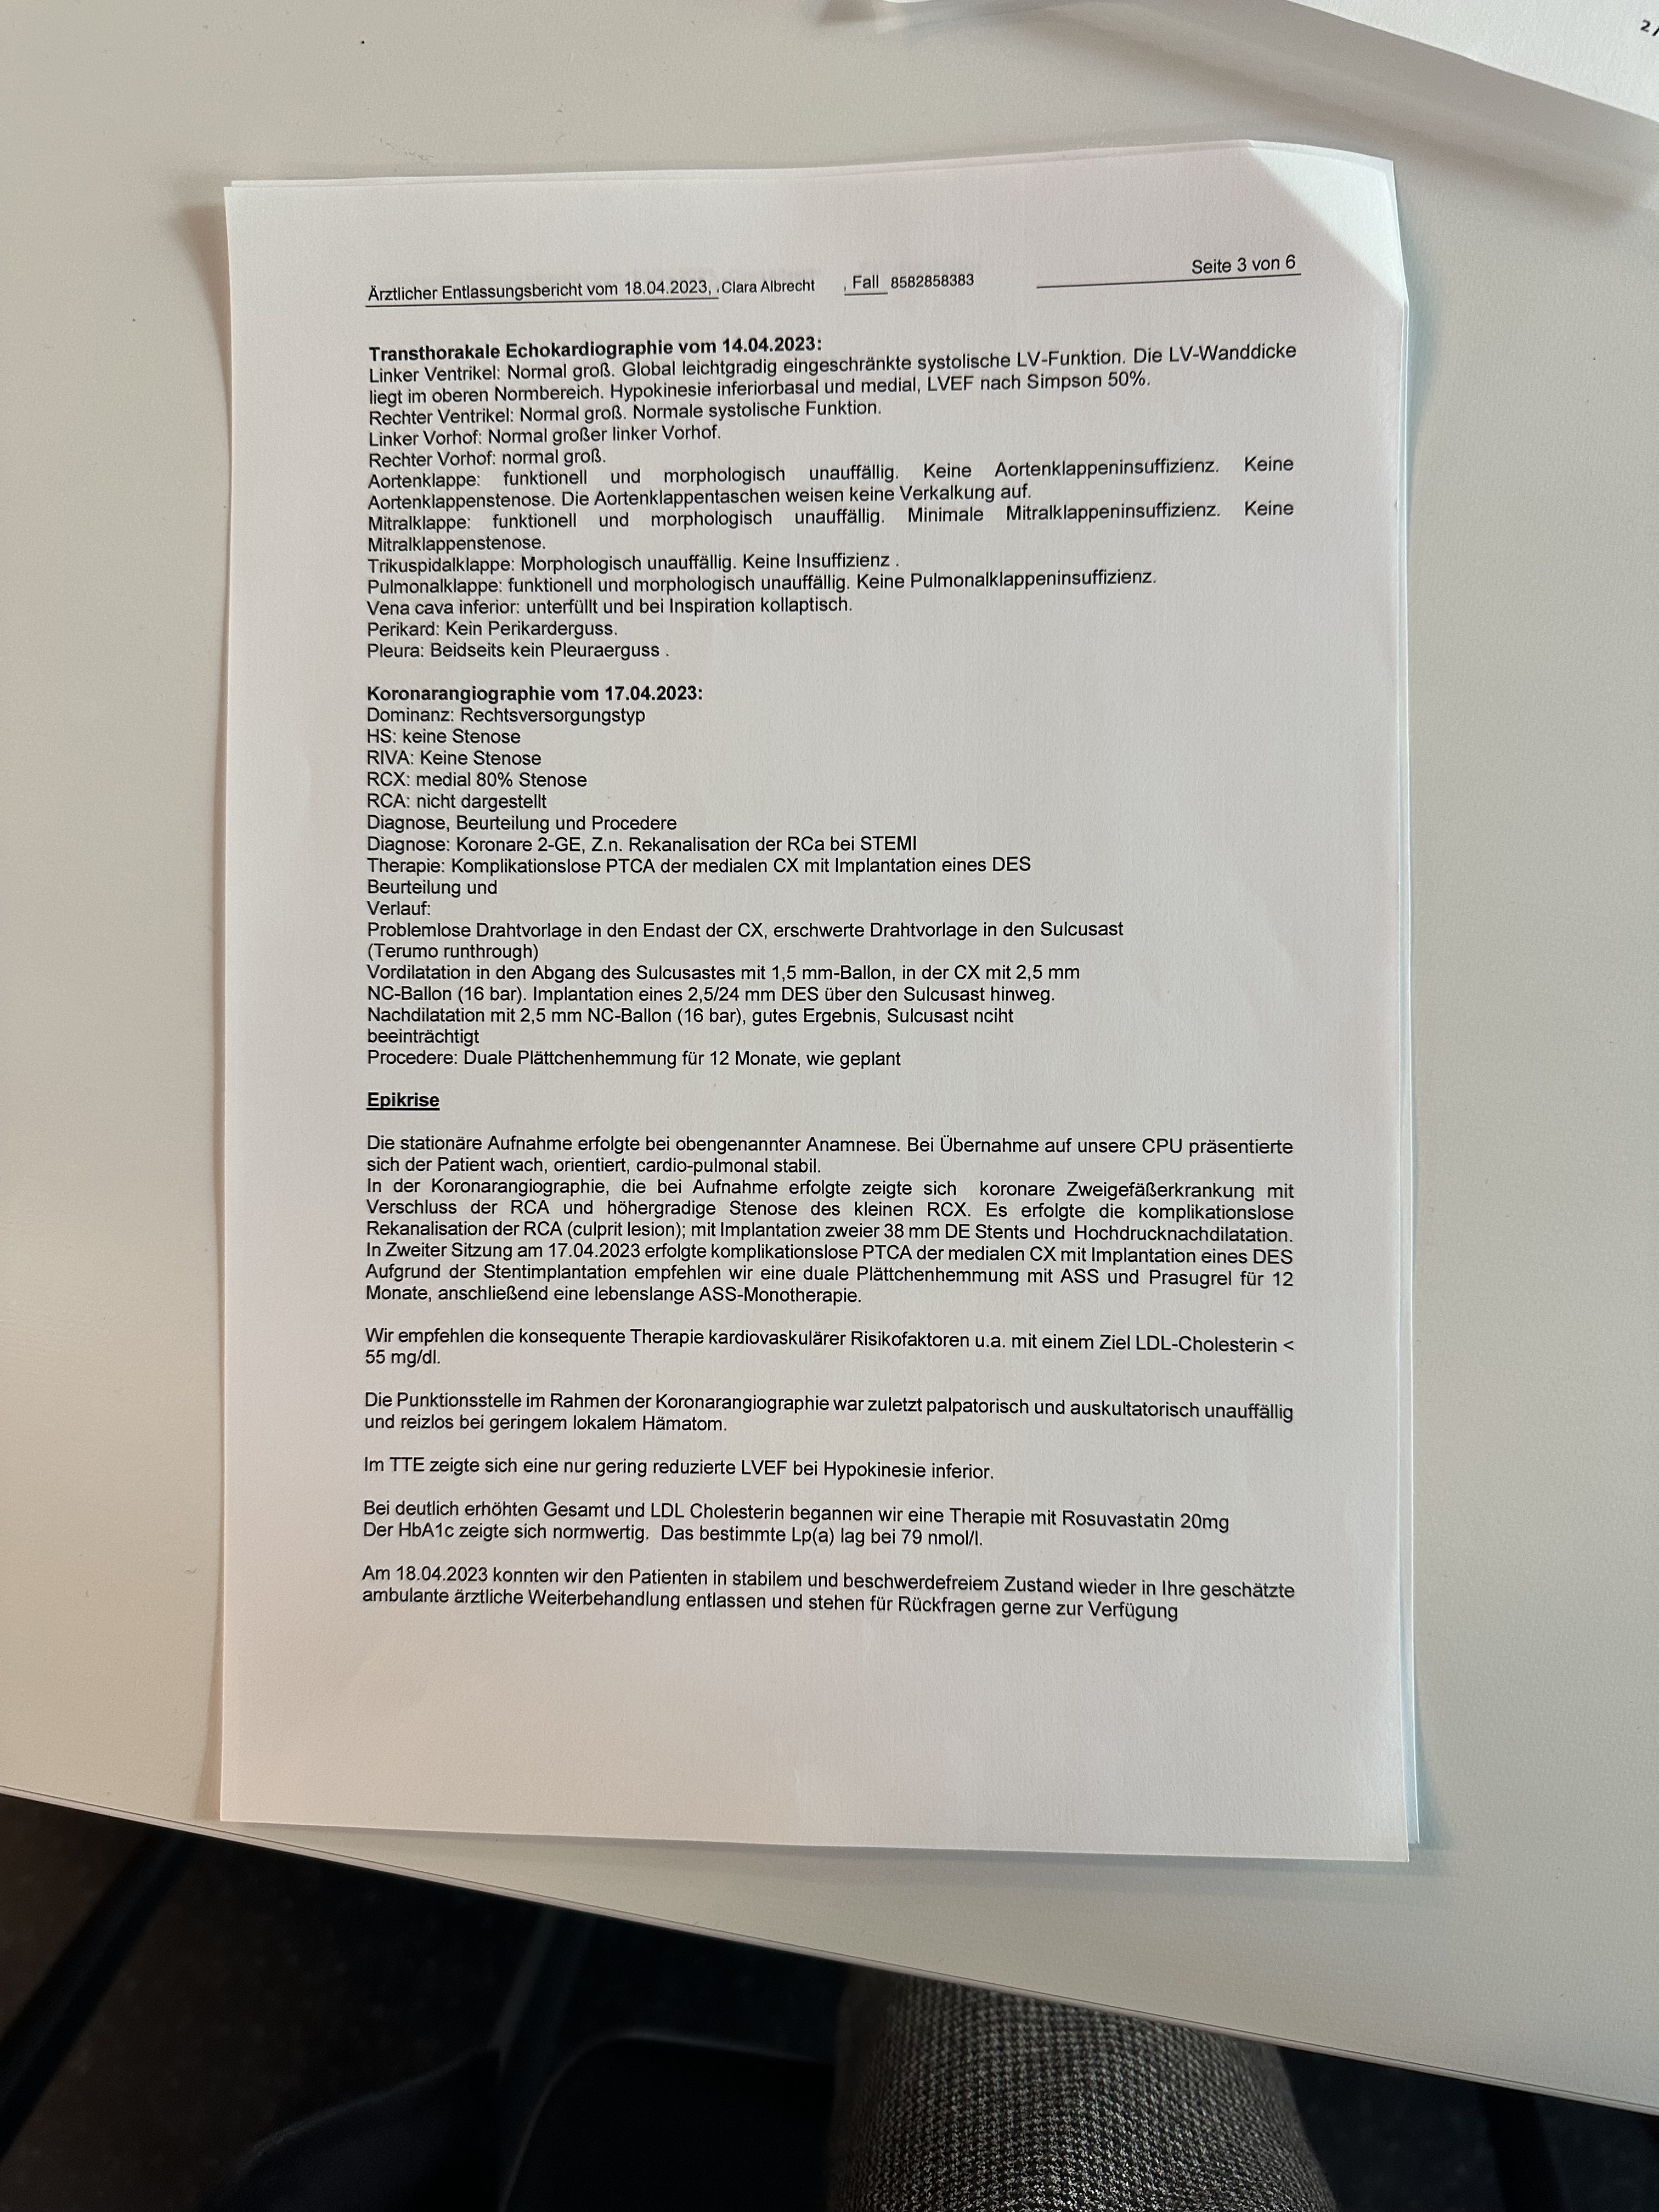 2/
Seite 3 von 6
Ärztlicher Entlassungsbericht vom 18.04.2023, , Clara Albrecht , Fall 8582858383
Transthorakale Echokardiographie vom 14.04.2023:
Linker Ventrikel: Normal groß. Global leichtgradig eingeschränkte systolische LV-Funktion. Die LV-Wanddicke
liegt im oberen Normbereich. Hypokinesie inferiorbasal und medial, LVEF nach Simpson 50%.
Rechter Ventrikel: Normal groß. Normale systolische Funktion.
Linker Vorhof: Normal großer linker Vorhof.
Rechter Vorhof: normal groß.
Aortenklappe: funktionell und morphologisch unauffällig. Keine Aortenklappeninsuffizienz. Keine
Aortenklappenstenose. Die Aortenklappentaschen weisen keine Verkalkung auf.
Mitralklappe: funktionell und morphologisch unauffällig. Minimale Mitralklappeninsuffizienz. Keine
Mitralklappenstenose.
Trikuspidalklappe: Morphologisch unauffällig. Keine Insuffizienz .
Pulmonalklappe: funktionell und morphologisch unauffällig. Keine Pulmonalklappeninsuffizienz.
Vena cava inferior: unterfüllt und bei Inspiration kollaptisch.
Perikard: Kein Perikarderguss.
Pleura: Beidseits kein Pleuraerguss .
Koronarangiographie vom 17.04.2023:
Dominanz: Rechtsversorgungstyp
HS: keine Stenose
RIVA: Keine Stenose
RCX: medial 80% Stenose
RCA: nicht dargestellt
Diagnose, Beurteilung und Procedere
Diagnose: Koronare 2-GE, Z.n. Rekanalisation der RCa bei STEMI
Therapie: Komplikationslose PTCA der medialen CX mit Implantation eines DES
Beurteilung und
Verlauf:
Problemlose Drahtvorlage in den Endast der CX, erschwerte Drahtvorlage in den Sulcusast
(Terumo runthrough)
Vordilatation in den Abgang des Sulcusastes mit 1,5 mm-Ballon, in der CX mit 2,5 mm
NC-Ballon (16 bar). Implantation eines 2,5/24 mm DES über den Sulcusast hinweg.
Nachdilatation mit 2,5 mm NC-Ballon (16 bar), gutes Ergebnis, Sulcusast nciht
beeinträchtigt
Procedere: Duale Plättchenhemmung für 12 Monate, wie geplant
Epikrise
Die stationäre Aufnahme erfolgte bei obengenannter Anamnese. Bei Übernahme auf unsere CPU präsentierte
sich der Patient wach, orientiert, cardio-pulmonal stabil.
In der Koronarangiographie, die bei Aufnahme erfolgte zeigte sich koronare Zweigefäßerkrankung mit
Verschluss der RCA und höhergradige Stenose des kleinen RCX. Es erfolgte die komplikationslose
Rekanalisation der RCA (culprit lesion); mit Implantation zweier 38 mm DE Stents und Hochdrucknachdilatation.
In Zweiter Sitzung am 17.04.2023 erfolgte komplikationslose PTCA der medialen CX mit Implantation eines DES
Aufgrund der Stentimplantation empfehlen wir eine duale Plättchenhemmung mit ASS und Prasugrel für 12
Monate, anschließend eine lebenslange ASS-Monotherapie.
Wir empfehlen die konsequente Therapie kardiovaskulärer Risikofaktoren u.a. mit einem Ziel LDL-Cholesterin <
55 mg/dl.
Die Punktionsstelle im Rahmen der Koronarangiographie war zuletzt palpatorisch und auskultatorisch unauffällig
und reizlos bei geringem lokalem Hämatom.
Im TTE zeigte sich eine nur gering reduzierte LVEF bei Hypokinesie inferior.
Bei deutlich erhöhten Gesamt und LDL Cholesterin begannen wir eine Therapie mit Rosuvastatin 20mg
Der HbA1c zeigte sich normwertig. Das bestimmte Lp(a) lag bei 79 nmol/l.
Am 18.04.2023 konnten wir den Patienten in stabilem und beschwerdefreiem Zustand wieder in Ihre geschätzte
ambulante ärztliche Weiterbehandlung entlassen und stehen für Rückfragen gerne zur Verfügung